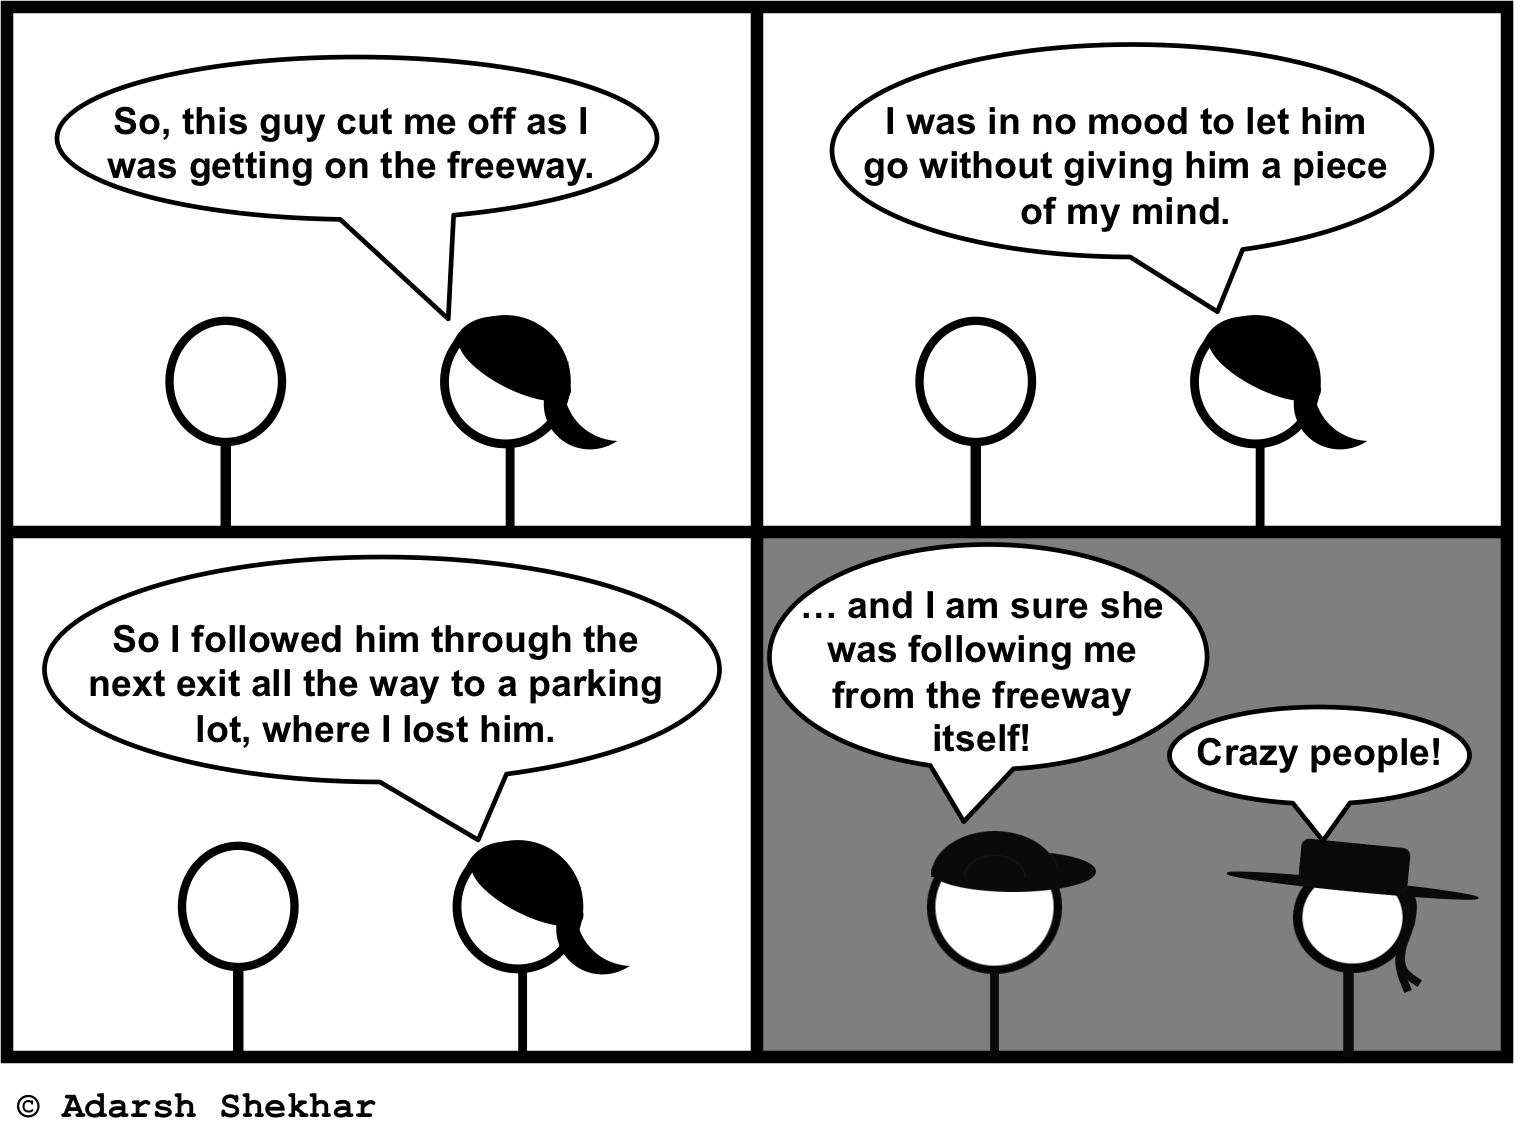 So, this guy cut me off as I
was getting on the freeway.
I was in no mood to let him
go without giving him a piece
of my mind.
So I followed him through the
next exit all the way to a parking
lot, where I lost him.
… and I am sure she
was following me
from the freeway
itself!
Crazy people!
© Adarsh Shekhar